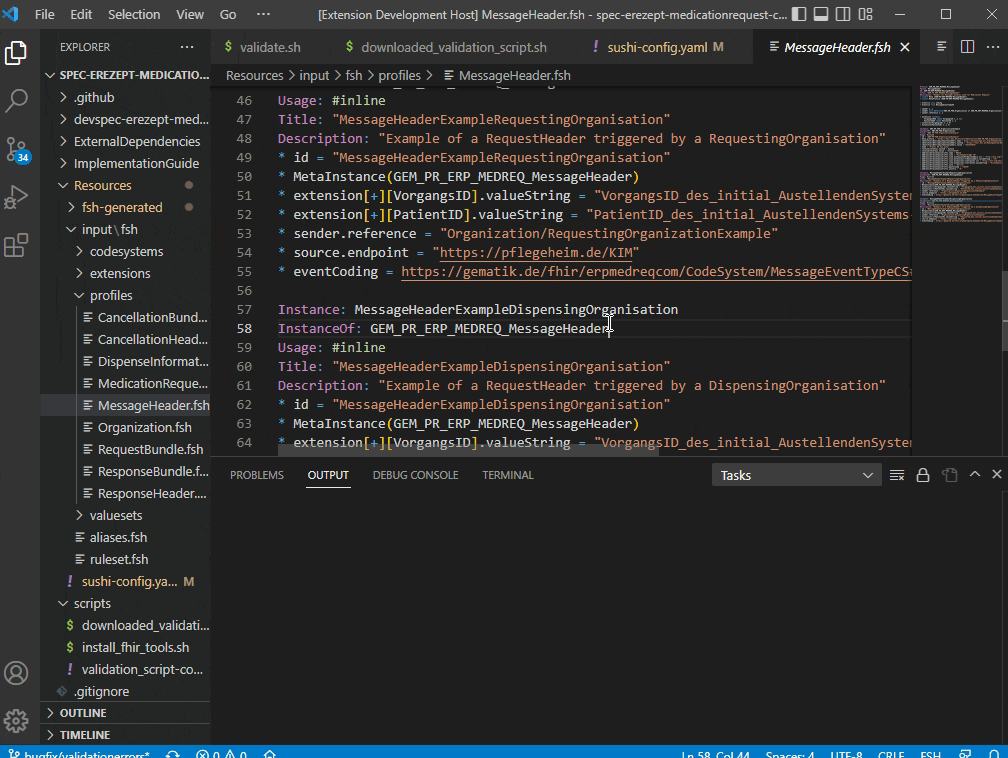 File Edit Selection View Go ··· [Extension Development Host] MessageHeader.fsh - spec-erezept-medicationrequest-c...
EXPLORER ···
SPEC-EREZEPT-MEDICATIO...
.github
devspec-erezept-med...
ExternalDependencies
ImplementationGuide
Resources
fsh-generated
input\fsh
codesystems
extensions
profiles
CancellationBund...
CancellationHead...
DispenseInformat...
MedicationReque...
MessageHeader.fsh
Organization.fsh
RequestBundle.fsh
ResponseBundle.f...
ResponseHeader....
valuesets
aliases.fsh
ruleset.fsh
! sushi-config.ya... M
scripts
$ downloaded_validati...
$ install_fhir_tools.sh
! validation_script-co...
.gitignore
OUTLINE
TIMELINE
34
$ validate.sh $ downloaded_validation_script.sh ! sushi-config.yaml M MessageHeader.fsh ···
Resources > input > fsh > profiles > MessageHeader.fsh
46 Usage: #inline
47 Title: "MessageHeaderExampleRequestingOrganisation"
48 Description: "Example of a RequestHeader triggered by a RequestingOrganisation"
49 * id = "MessageHeaderExampleRequestingOrganisation"
50 * MetaInstance(GEM_PR_ERP_MEDREQ_MessageHeader)
51 * extension[+][VorgangsID].valueString = "VorgangsID_des_initial_AustellendenSystem
52 * extension[+][PatientID].valueString = "PatientID_des_initial_AustellendenSystems-
53 * sender.reference = "Organization/RequestingOrganizationExample"
54 * source.endpoint = "https://pflegeheim.de/KIM"
55 * eventCoding = https://gematik.de/fhir/erpmedreqcom/CodeSystem/MessageEventTypeCS#
56
57 Instance: MessageHeaderExampleDispensingOrganisation
58 InstanceOf: GEM_PR_ERP_MEDREQ_MessageHeader
59 Usage: #inline
60 Title: "MessageHeaderExampleDispensingOrganisation"
61 Description: "Example of a RequestHeader triggered by a DispensingOrganisation"
62 * id = "MessageHeaderExampleDispensingOrganisation"
63 * MetaInstance(GEM_PR_ERP_MEDREQ_MessageHeader)
64 * extension[+][VorgangsID].valueString = "VorgangsID_des_initial_AustellendenSystem
PROBLEMS OUTPUT DEBUG CONSOLE TERMINAL Tasks
bugfix/validationerrors* 0 0 Ln 58, Col 44 Spaces: 4 UTF-8 CRLF FSH